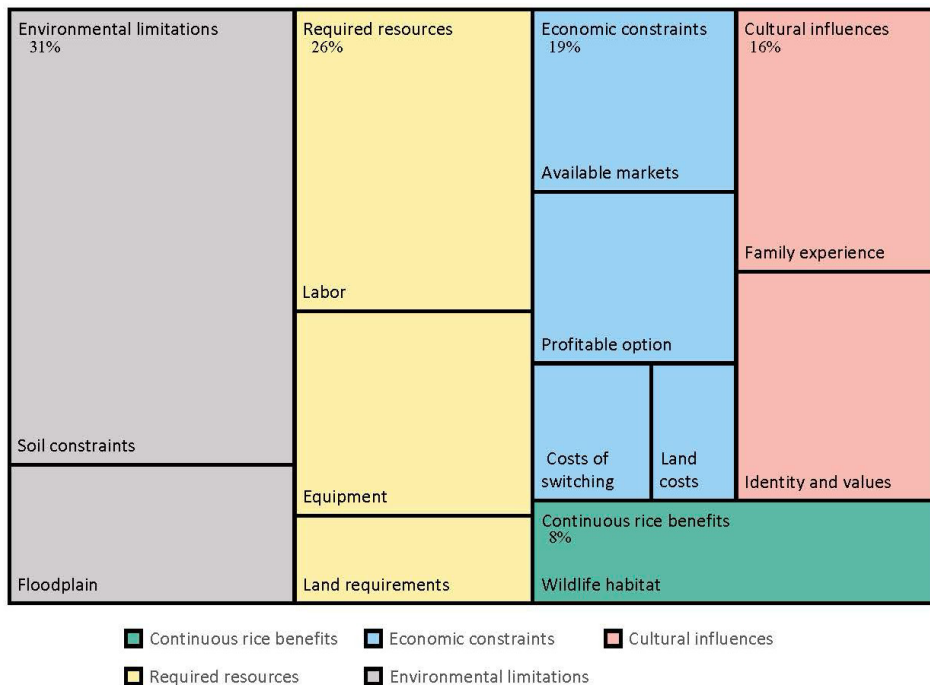 Environmental limitations
31%
Soil constraints
Floodplain
Required resources
26%
Labor
Equipment
Land requirements
Economic constraints
19%
Available markets
Profitable option
Costs of
switching
Land
costs
Cultural influences
16%
Family experience
Identity and values
Continuous rice benefits
8%
Wildlife habitat
Continuous rice benefits
Economic constraints
Cultural influences
Required resources
Environmental limitations